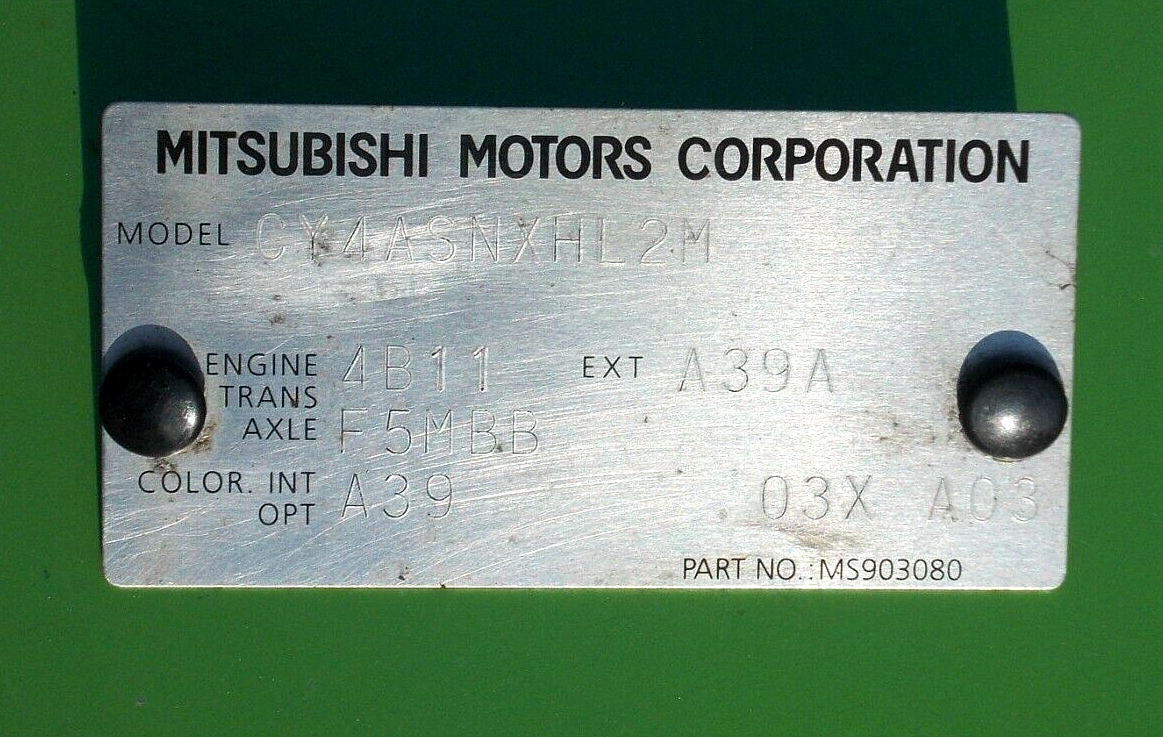 MITSUBISHI MOTORS CORPORATION
MODEL CY4ASNXHL2M
ENGINE 4B11 EXT A39A
TRANS
AXLE F5MBB
COLOR. INT A39 03X A03
OPT
PART NO.:MS903080